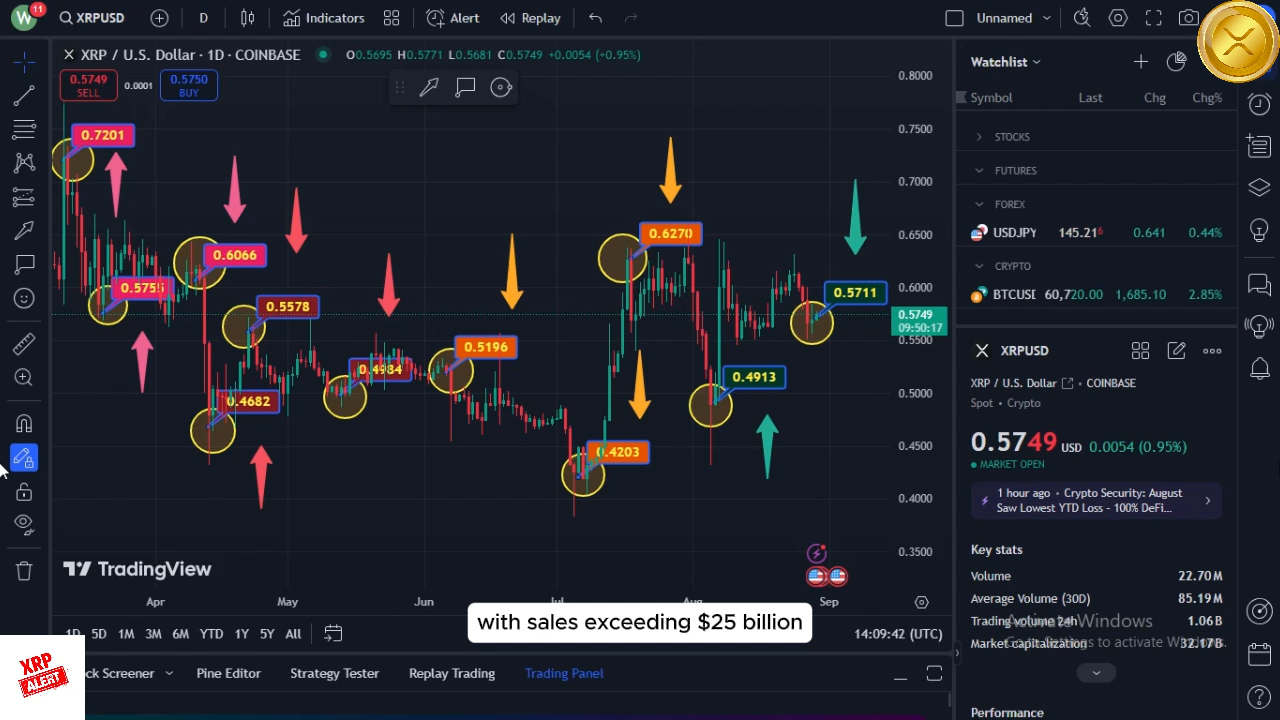 W 11 XRPUSD D Indicators Alert Replay Unnamed
XRP / U.S. Dollar · 1D · COINBASE O0.5695 H0.5771 L0.5681 C0.5749 +0.0054 (+0.95%)
0.5749 SELL 0.0001 0.5750 BUY
0.8000
0.7500
0.7000
0.6500
0.6000
0.5749
09:50:17
0.5500
0.5000
0.4500
0.4000
0.3500
0.7201
0.5755
0.6066
0.4682
0.5578
0.4984
0.5196
0.4203
0.6270
0.4913
0.5711
TradingView
Apr May Jun Jul Aug Sep
with sales exceeding $25 billion
1D 5D 1M 3M 6M YTD 1Y 5Y All 14:09:42 (UTC)
ck Screener Pine Editor Strategy Tester Replay Trading Trading Panel
XRP
ALERT
Watchlist
Symbol Last Chg Chg%
STOCKS
FUTURES
FOREX
USDJPY 145.216 0.641 0.44%
CRYPTO
BTCUSD 60,720.00 1,685.10 2.85%
XRPUSD
XRP / U.S. Dollar · COINBASE
Spot · Crypto
0.5749 USD 0.0054 (0.95%)
MARKET OPEN
1 hour ago · Crypto Security: August
Saw Lowest YTD Loss - 100% DeFi...
Key stats
Volume 22.70M
Average Volume (30D) 85.19M
Trading volume 24h 1.06B
Market capitalization 32.17B
Activate Windows
Go to Settings to activate Windows.
Performance